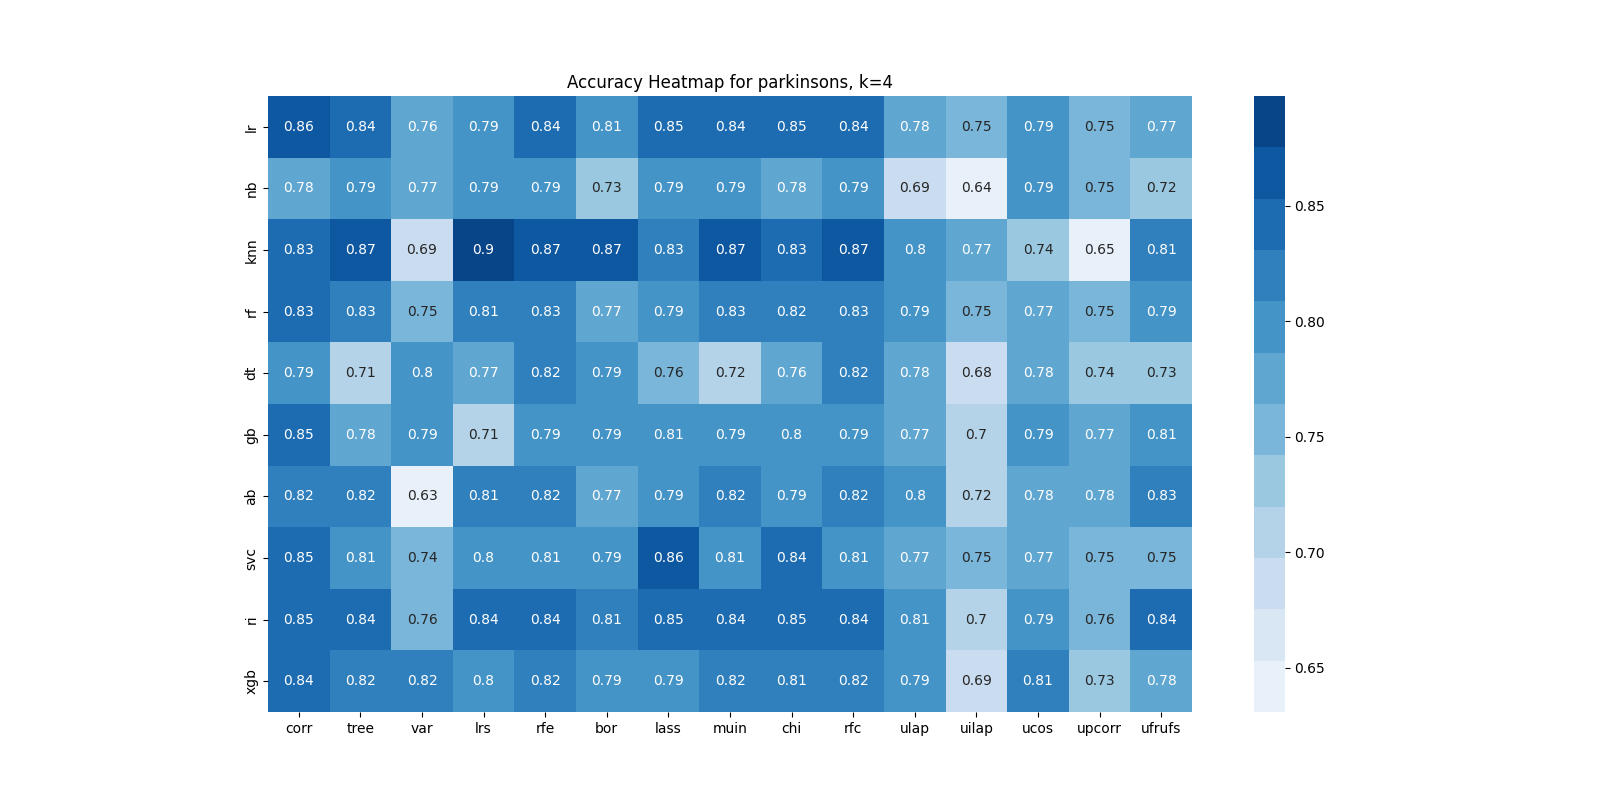 Accuracy Heatmap for parkinsons, k=4
lr 0.86 0.84 0.76 0.79 0.84 0.81 0.85 0.84 0.85 0.84 0.78 0.75 0.79 0.75 0.77
nb 0.78 0.79 0.77 0.79 0.79 0.73 0.79 0.79 0.78 0.79 0.69 0.64 0.79 0.75 0.72
knn 0.83 0.87 0.69 0.9 0.87 0.87 0.83 0.87 0.83 0.87 0.8 0.77 0.74 0.65 0.81
rf 0.83 0.83 0.75 0.81 0.83 0.77 0.79 0.83 0.82 0.83 0.79 0.75 0.77 0.75 0.79
dt 0.79 0.71 0.8 0.77 0.82 0.79 0.76 0.72 0.76 0.82 0.78 0.68 0.78 0.74 0.73
gb 0.85 0.78 0.79 0.71 0.79 0.79 0.81 0.79 0.8 0.79 0.77 0.7 0.79 0.77 0.81
ab 0.82 0.82 0.63 0.81 0.82 0.77 0.79 0.82 0.79 0.82 0.8 0.72 0.78 0.78 0.83
svc 0.85 0.81 0.74 0.8 0.81 0.79 0.86 0.81 0.84 0.81 0.77 0.75 0.77 0.75 0.75
ri 0.85 0.84 0.76 0.84 0.84 0.81 0.85 0.84 0.85 0.84 0.81 0.7 0.79 0.76 0.84
xgb 0.84 0.82 0.82 0.8 0.82 0.79 0.79 0.82 0.81 0.82 0.79 0.69 0.81 0.73 0.78
corr tree var lrs rfe bor lass muin chi rfc ulap uilap ucos upcorr ufrufs
0.85
0.80
0.75
0.70
0.65